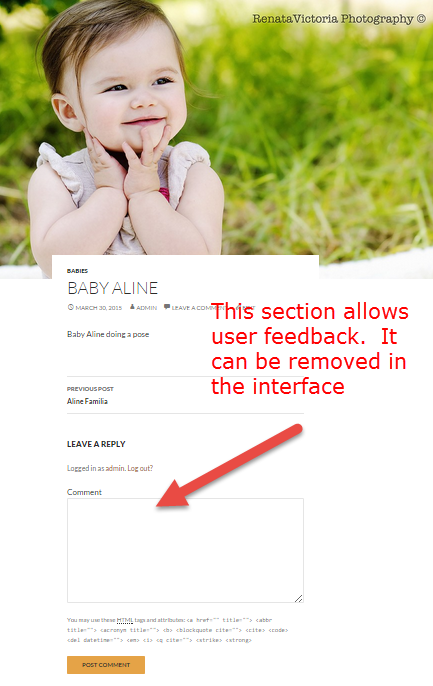 RenataVictoria Photography ©
BABIES
BABY ALINE
MARCH 30, 2015 ADMIN LEAVE A COMMENT
This section allows
user feedback. It
can be removed in
the interface
Baby Aline doing a pose
PREVIOUS POST
Aline Familia
LEAVE A REPLY
Logged in as admin. Log out?
Comment
You may use these HTML tags and attributes: <a href="" title=""> <abbr
title=""> <acronym title=""> <b> <blockquote cite=""> <cite> <code>
<del datetime=""> <em> <i> <q cite=""> <strike> <strong>
POST COMMENT